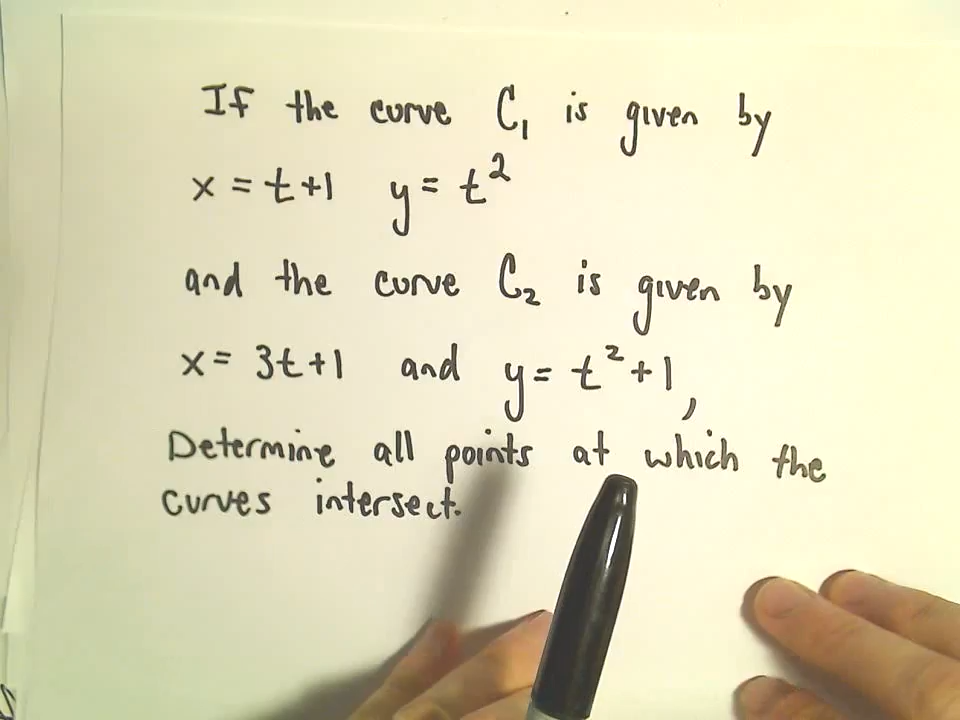 If the curve C₁ is given by
x = t+1 y = t²
and the curve C₂ is given by
x = 3t+1 and y = t²+1,
Determine all points at which the
curves intersect.